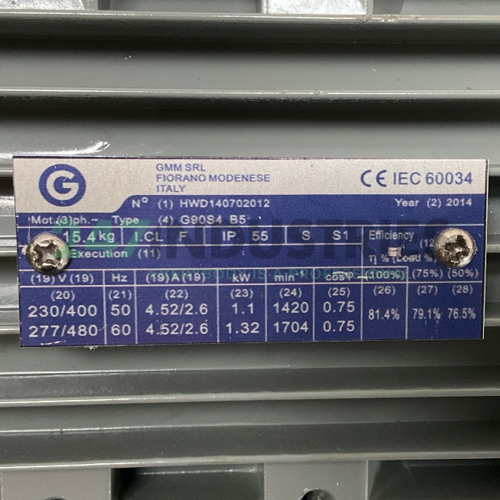 G
GMM SRL
FIORANO MODENESE
ITALY
CE IEC 60034
N° (1) HWD140702012 Year (2) 2014
Mot.(3)ph.~ Type (4) G90S4 B5
15.4kg I.CL F IP 55 S S1 Efficiency
η % (Load %)
Execution (11)
(19) V (19) Hz (19) A (19) kW min⁻¹ cosφ (100%) (75%) (50%)
(20) (21) (22) (23) (24) (25) (26) (27) (28)
230/400 50 4.52/2.6 1.1 1420 0.75 81.4% 79.1% 76.5%
277/480 60 4.52/2.6 1.32 1704 0.75